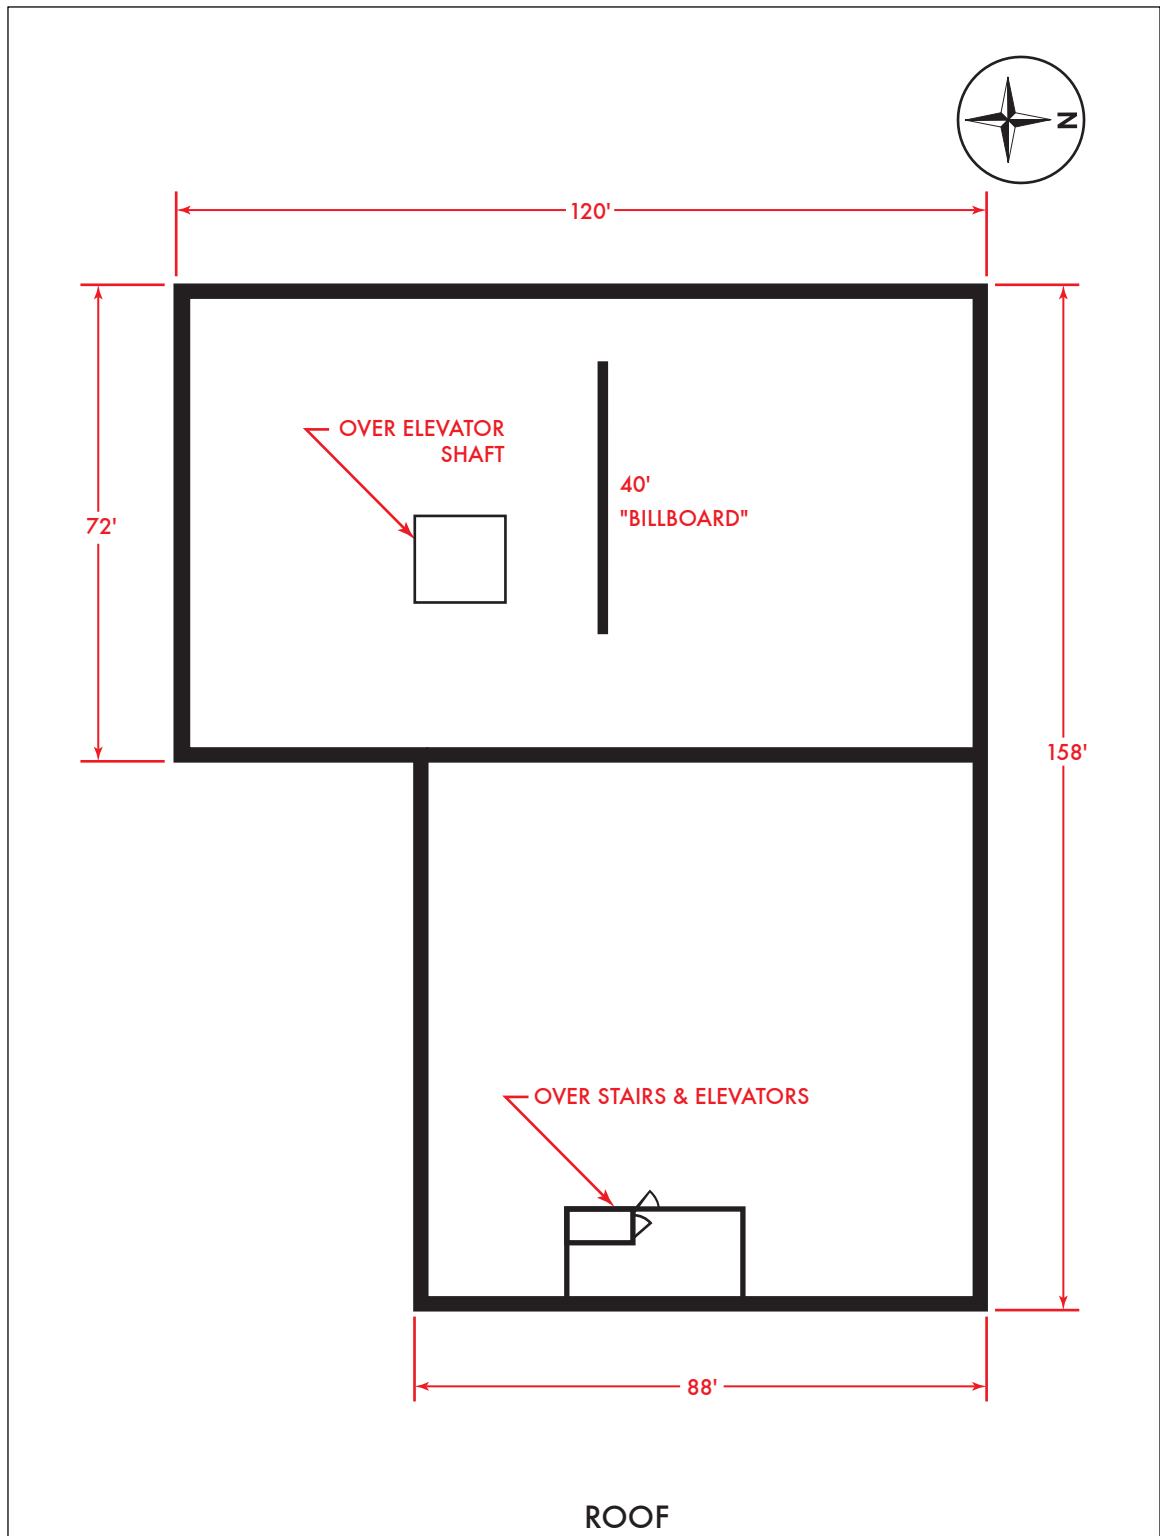 N
120'
OVER ELEVATOR
SHAFT
40'
"BILLBOARD"
72'
158'
OVER STAIRS & ELEVATORS
88'
ROOF